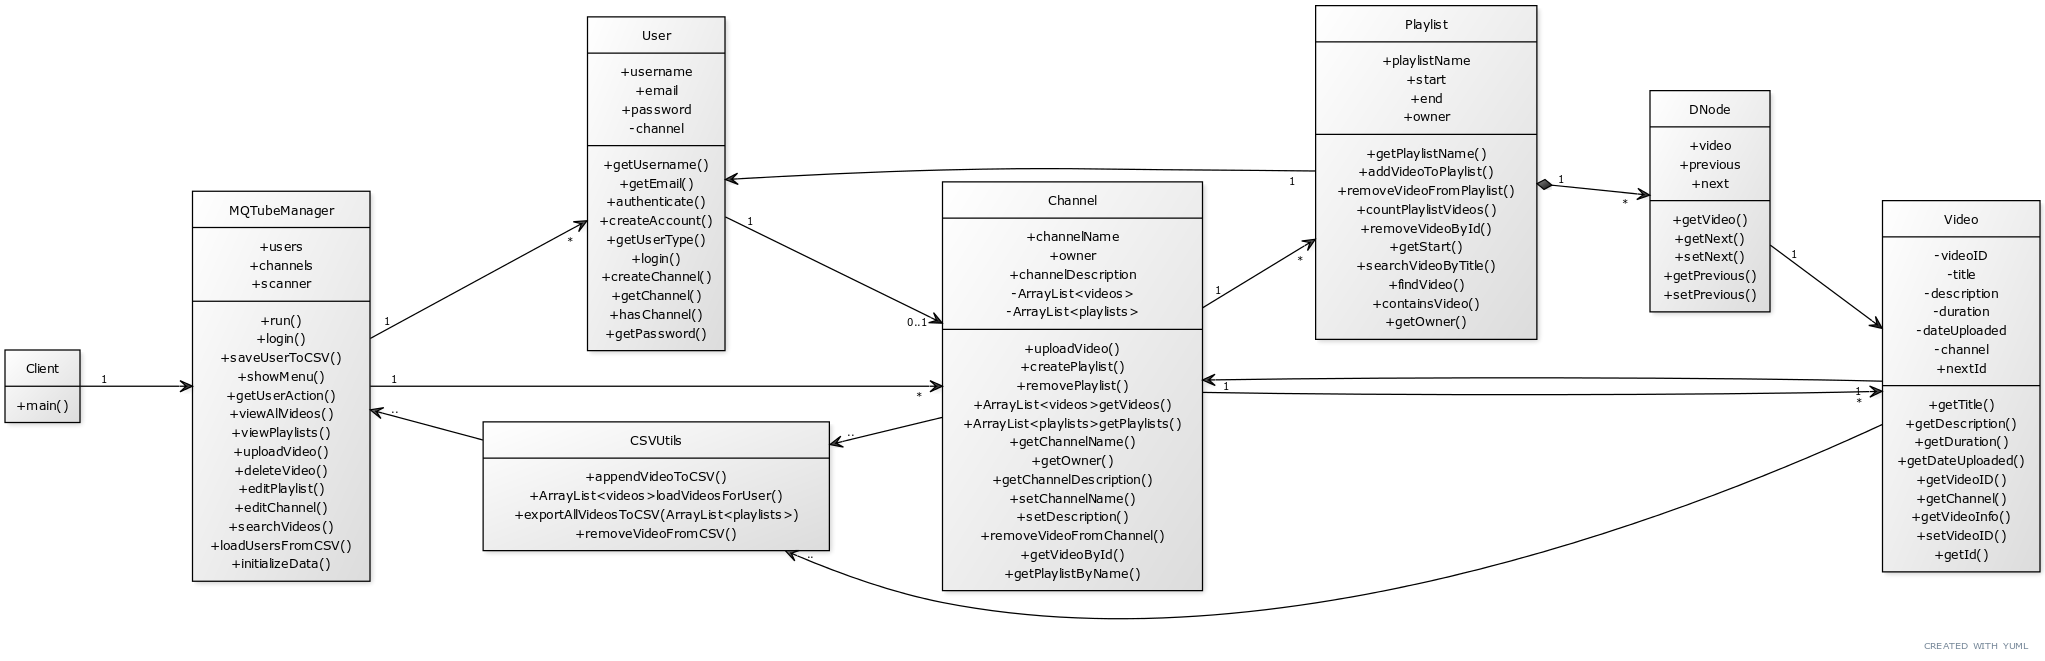 Client
+main()
1
MQTubeManager
+users
+channels
+scanner
+run()
+login()
+saveUserToCSV()
+showMenu()
+getUserAction()
+viewAllVideos()
+viewPlaylists()
+uploadVideo()
+deleteVideo()
+editPlaylist()
+editChannel()
+searchVideos()
+loadUsersFromCSV()
+initializeData()
1
*
1
*
..
User
+username
+email
+password
-channel
+getUsername()
+getEmail()
+authenticate()
+createAccount()
+getUserType()
+login()
+createChannel()
+getChannel()
+hasChannel()
+getPassword()
1
0..1
CSVUtils
+appendVideoToCSV()
+ArrayList<videos>loadVideosForUser()
+exportAllVideosToCSV(ArrayList<playlists>)
+removeVideoFromCSV()
..
..
Channel
+channelName
+owner
+channelDescription
-ArrayList<videos>
-ArrayList<playlists>
+uploadVideo()
+createPlaylist()
+removePlaylist()
+ArrayList<videos>getVideos()
+ArrayList<playlists>getPlaylists()
+getChannelName()
+getOwner()
+getChannelDescription()
+setChannelName()
+setDescription()
+removeVideoFromChannel()
+getVideoById()
+getPlaylistByName()
1
*
1
1
*
Playlist
+playlistName
+start
+end
+owner
+getPlaylistName()
+addVideoToPlaylist()
+removeVideoFromPlaylist()
+countPlaylistVideos()
+removeVideoById()
+getStart()
+searchVideoByTitle()
+findVideo()
+containsVideo()
+getOwner()
1
1
*
DNode
+video
+previous
+next
+getVideo()
+getNext()
+setNext()
+getPrevious()
+setPrevious()
1
Video
-videoID
-title
-description
-duration
-dateUploaded
-channel
+nextId
+getTitle()
+getDescription()
+getDuration()
+getDateUploaded()
+getVideoID()
+getChannel()
+getVideoInfo()
+setVideoID()
+getId()
CREATED WITH YUML